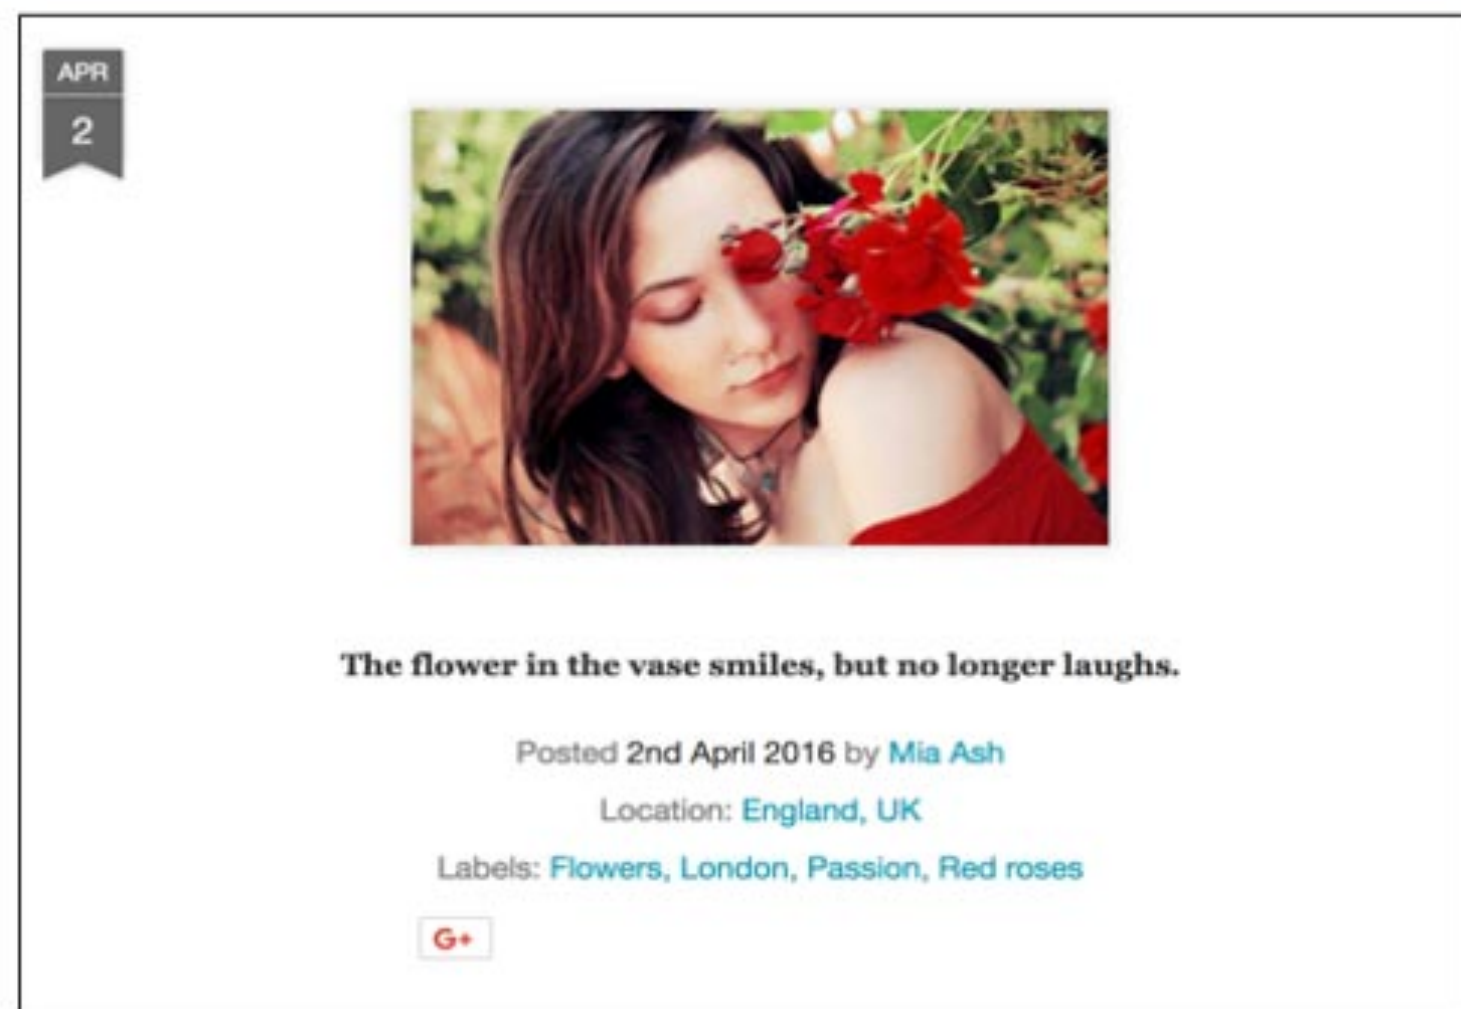 APR
2
The flower in the vase smiles, but no longer laughs.
Posted 2nd April 2016 by Mia Ash
Location: England, UK
Labels: Flowers, London, Passion, Red roses
G+